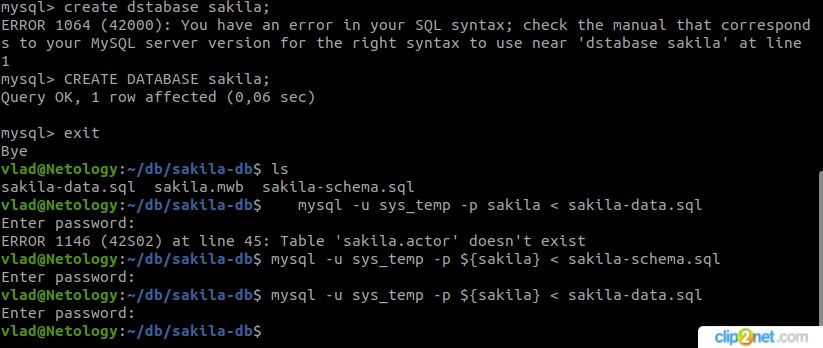 mysql> create dstabase sakila;
ERROR 1064 (42000): You have an error in your SQL syntax; check the manual that correspond
s to your MySQL server version for the right syntax to use near 'dstabase sakila' at line
1
mysql> CREATE DATABASE sakila;
Query OK, 1 row affected (0,06 sec)
mysql> exit
Bye
vlad@Netology:~/db/sakila-db$ ls
sakila-data.sql  sakila.mwb  sakila-schema.sql
vlad@Netology:~/db/sakila-db$    mysql -u sys_temp -p sakila < sakila-data.sql
Enter password:
ERROR 1146 (42S02) at line 45: Table 'sakila.actor' doesn't exist
vlad@Netology:~/db/sakila-db$ mysql -u sys_temp -p ${sakila} < sakila-schema.sql
Enter password:
vlad@Netology:~/db/sakila-db$ mysql -u sys_temp -p ${sakila} < sakila-data.sql
Enter password:
vlad@Netology:~/db/sakila-db$
clip2net.com